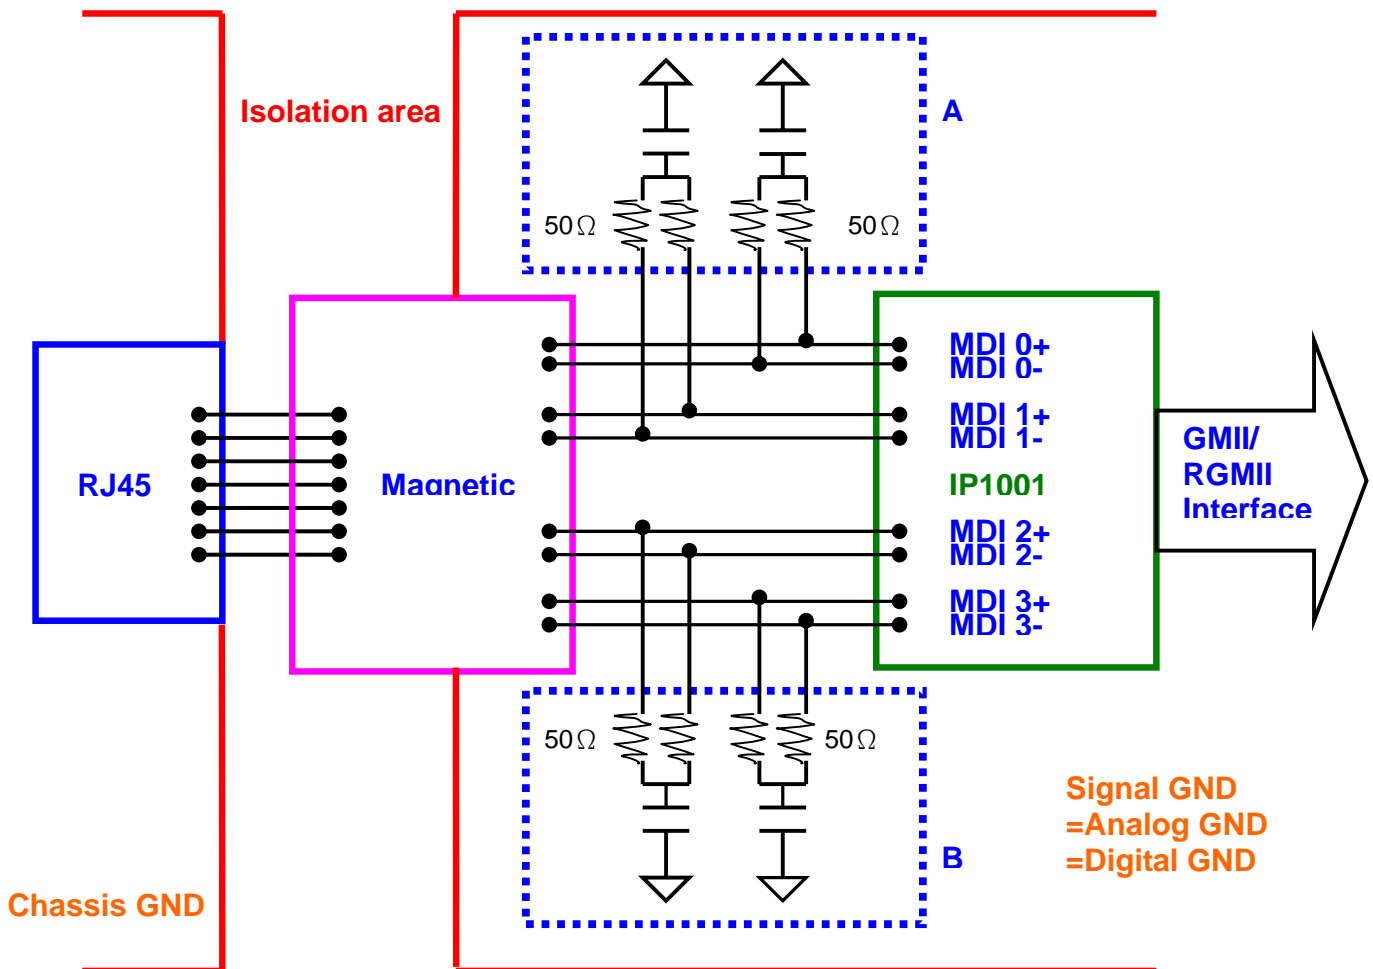 Isolation area
A
50Ω
50Ω
MDI 0+
MDI 0-
MDI 1+
MDI 1-
RJ45
Magnetic
IP1001
GMII/
RGMII
Interface
MDI 2+
MDI 2-
MDI 3+
MDI 3-
50Ω
50Ω
Signal GND
=Analog GND
=Digital GND
B
Chassis GND